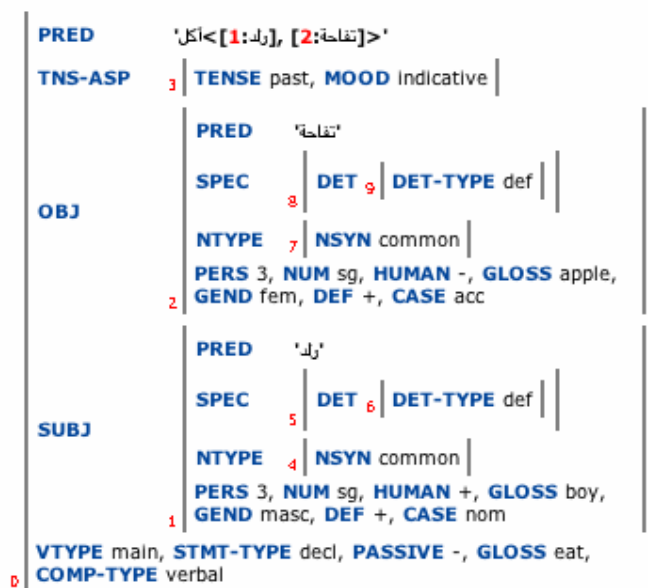 PRED 'أكل<[1:ولد], [2:تفاحة]>'
TNS-ASP 3 TENSE past, MOOD indicative
PRED 'تفاحة'
SPEC 8 DET 9 DET-TYPE def
OBJ
NTYPE 7 NSYN common
PERS 3, NUM sg, HUMAN -, GLOSS apple,
2 GEND fem, DEF +, CASE acc
PRED 'ولد'
SPEC 5 DET 6 DET-TYPE def
SUBJ
NTYPE 4 NSYN common
PERS 3, NUM sg, HUMAN +, GLOSS boy,
1 GEND masc, DEF +, CASE nom
VTYPE main, STMT-TYPE decl, PASSIVE -, GLOSS eat,
0 COMP-TYPE verbal